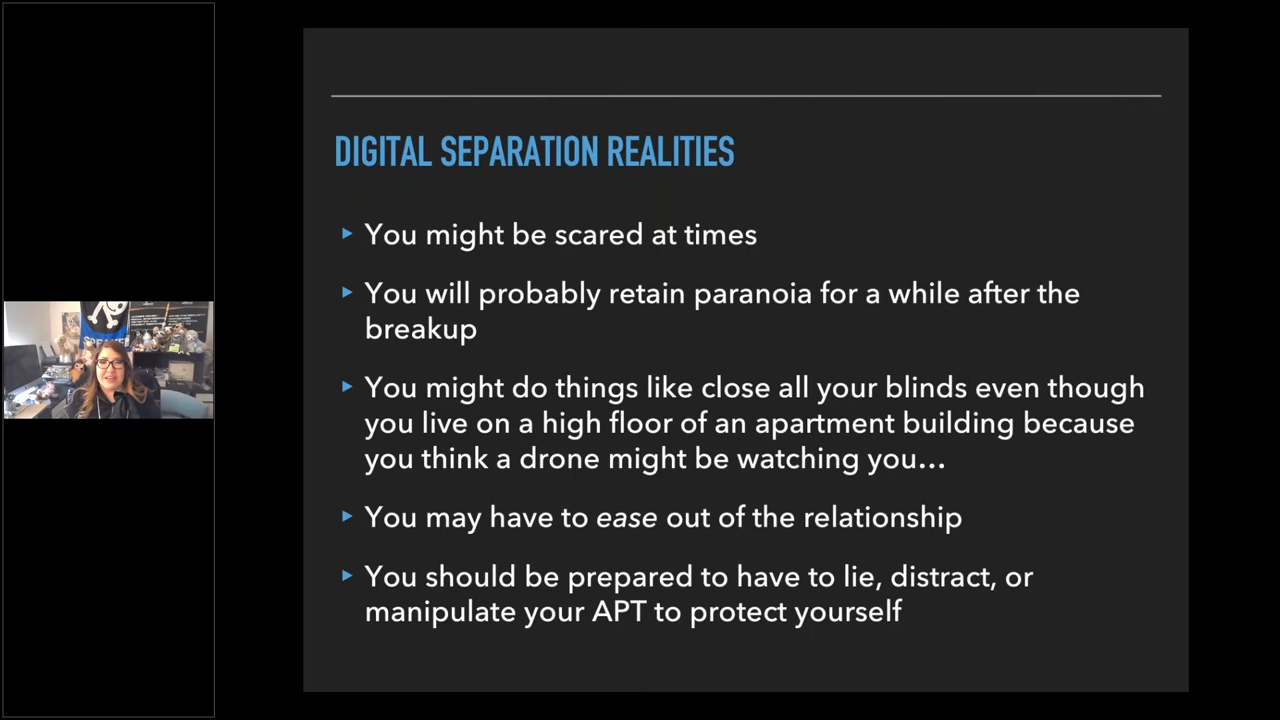 DIGITAL SEPARATION REALITIES
You might be scared at times
You will probably retain paranoia for a while after the
breakup
You might do things like close all your blinds even though
you live on a high floor of an apartment building because
you think a drone might be watching you...
You may have to ease out of the relationship
You should be prepared to have to lie, distract, or
manipulate your APT to protect yourself